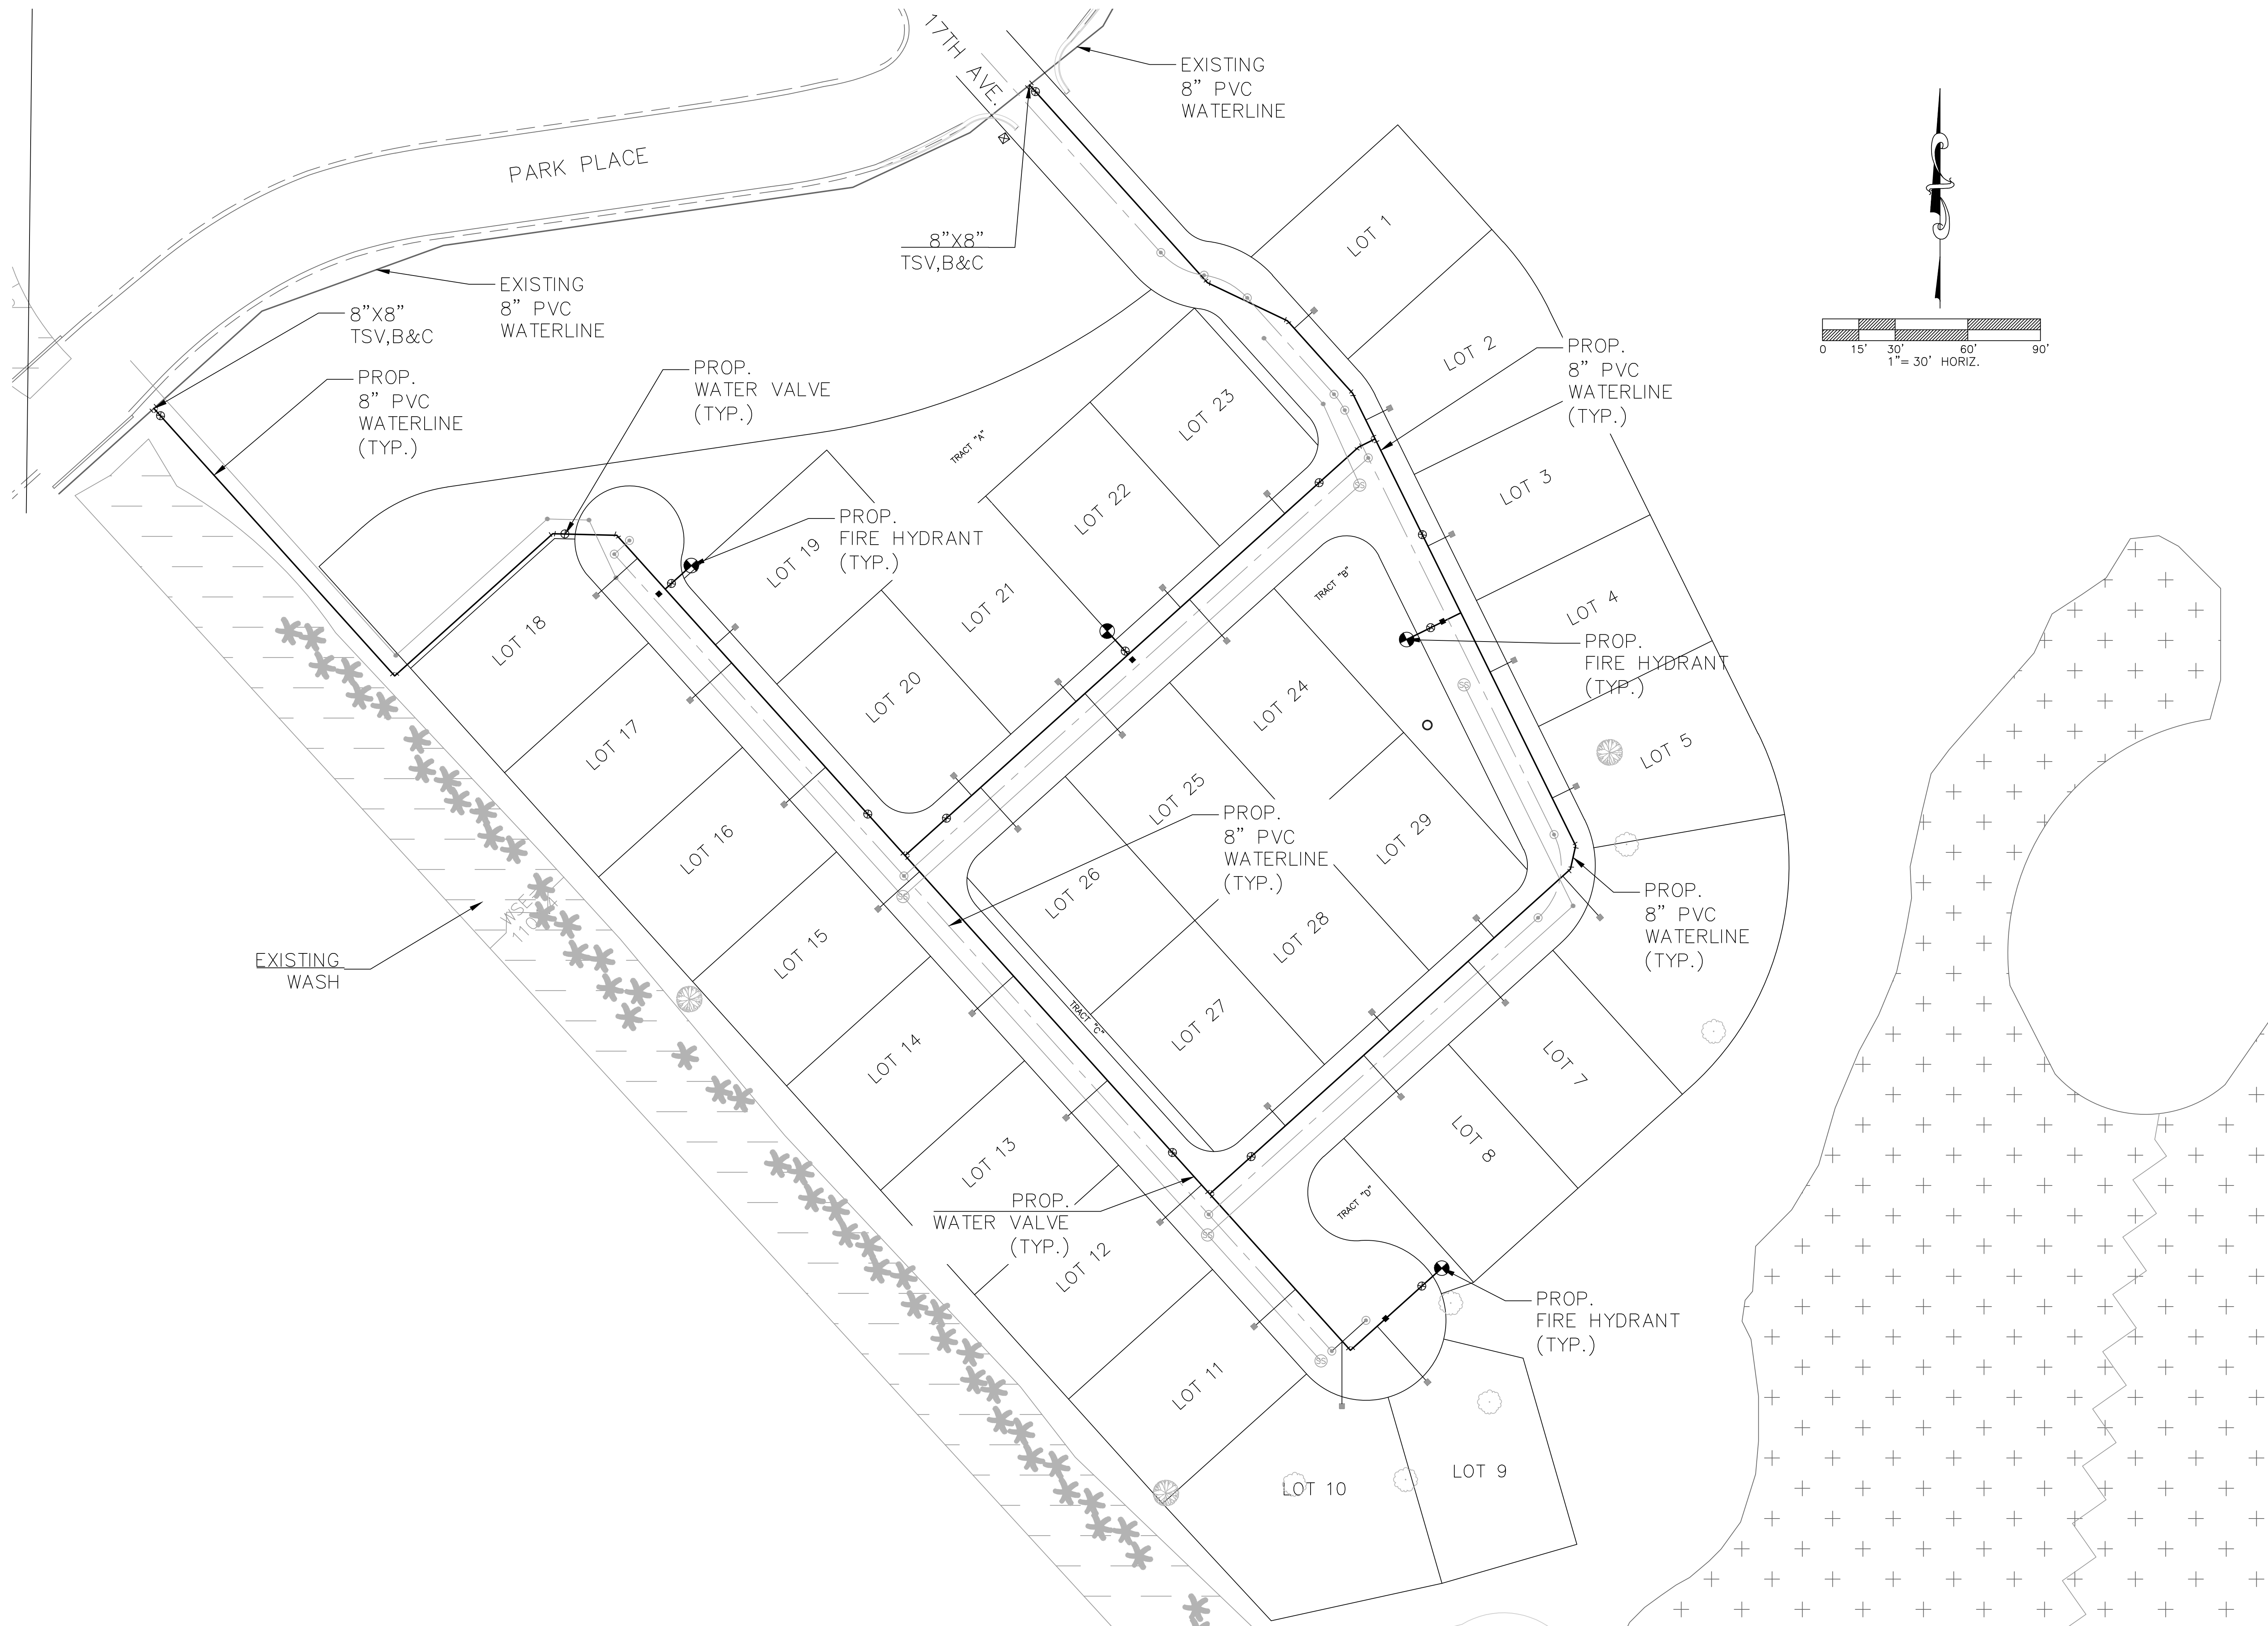 17TH AVE.
EXISTING
8" PVC
WATERLINE
PARK PLACE
8"X8"
TSV,B&C
EXISTING
8" PVC
WATERLINE
8"X8"
TSV,B&C
PROP.
8" PVC
WATERLINE
(TYP.)
PROP.
WATER VALVE
(TYP.)
LOT 1
LOT 2
PROP.
8" PVC
WATERLINE
(TYP.)
0 15' 30' 60' 90'
1"= 30' HORIZ.
LOT 23
TRACT "A"
LOT 22
LOT 3
PROP.
FIRE HYDRANT
(TYP.)
LOT 19
LOT 21
TRACT "B"
LOT 4
PROP.
FIRE HYDRANT
(TYP.)
LOT 18
LOT 20
LOT 24
SS
SS
LOT 17
LOT 5
LOT 25
PROP.
8" PVC
WATERLINE
(TYP.)
LOT 29
LOT 16
LOT 26
SS
PROP.
8" PVC
WATERLINE
(TYP.)
EXISTING
WASH
LOT 15
LOT 28
TRACT "C"
LOT 27
LOT 14
LOT 7
LOT 8
LOT 13
PROP.
WATER VALVE
(TYP.)
TRACT "D"
SS
LOT 12
PROP.
FIRE HYDRANT
(TYP.)
SS
LOT 11
LOT 10
LOT 9